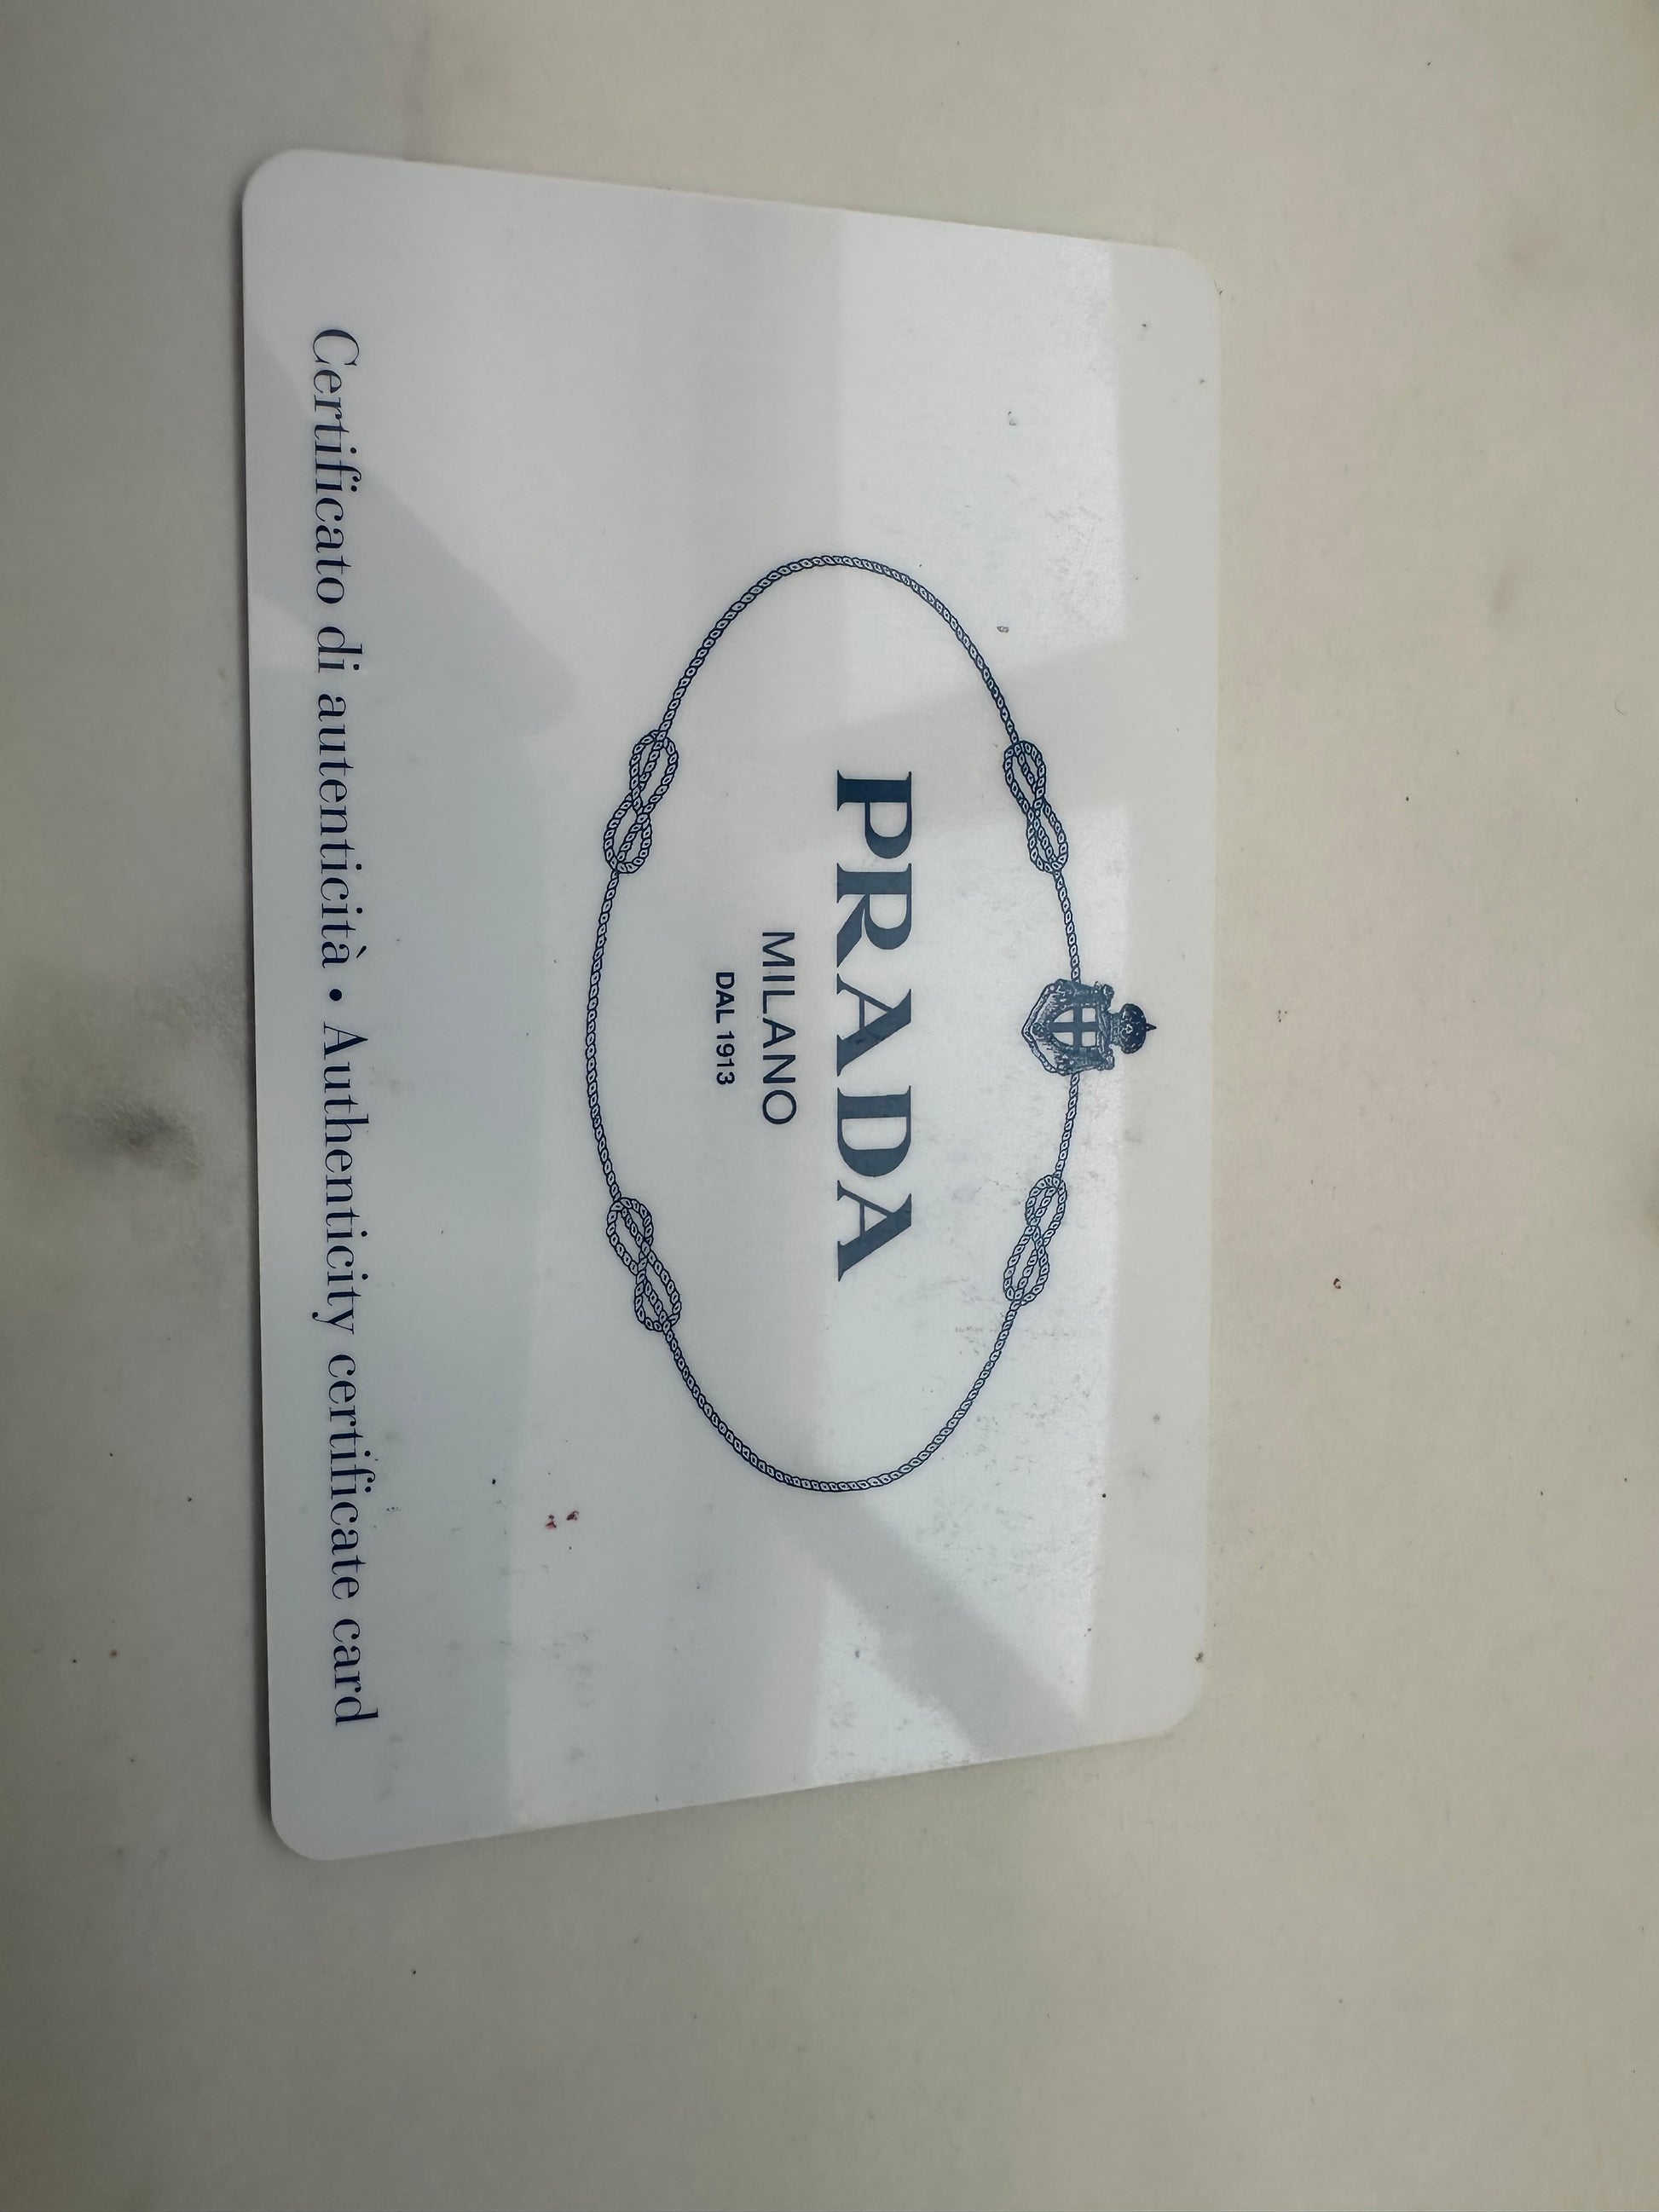 PRADA
MILANO
DAL 1913
Certificato di autenticità • Authenticity certificate card